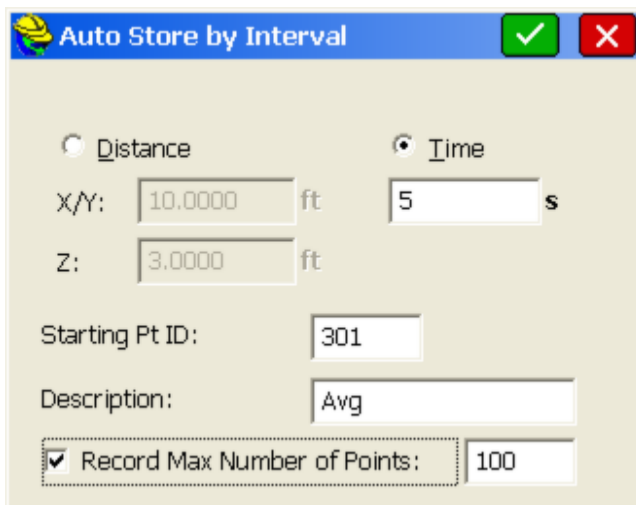 Auto Store by Interval
Distance Time
X/Y: 10.0000 ft 5 s
Z: 3.0000 ft
Starting Pt ID: 301
Description: Avg
Record Max Number of Points: 100